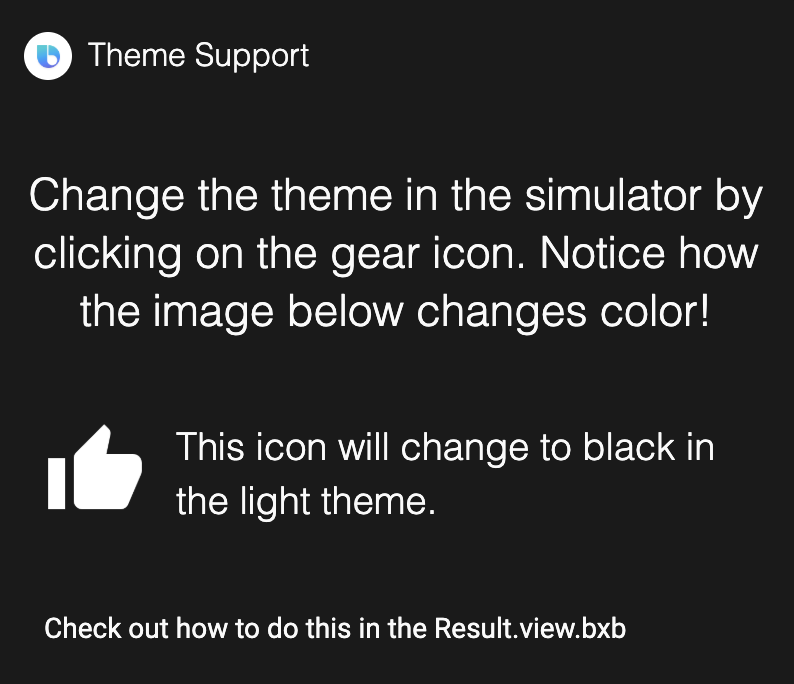 Theme Support
Change the theme in the simulator by
clicking on the gear icon. Notice how
the image below changes color!
This icon will change to black in
the light theme.
Check out how to do this in the Result.view.bxb